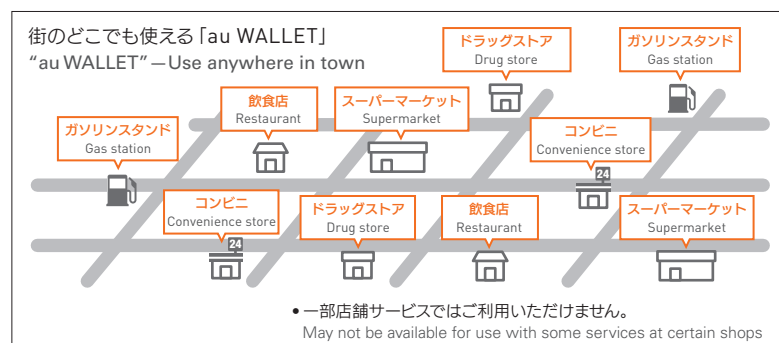 街のどこでも使える「au WALLET」
“au WALLET”—Use anywhere in town
ドラッグストア
Drug store
ガソリンスタンド
Gas station
飲食店
Restaurant
スーパーマーケット
Supermarket
ガソリンスタンド
Gas station
コンビニ
Convenience store
24
コンビニ
Convenience store
24
ドラッグストア
Drug store
飲食店
Restaurant
スーパーマーケット
Supermarket
•一部店舗サービスではご利用いただけません。
May not be available for use with some services at certain shops